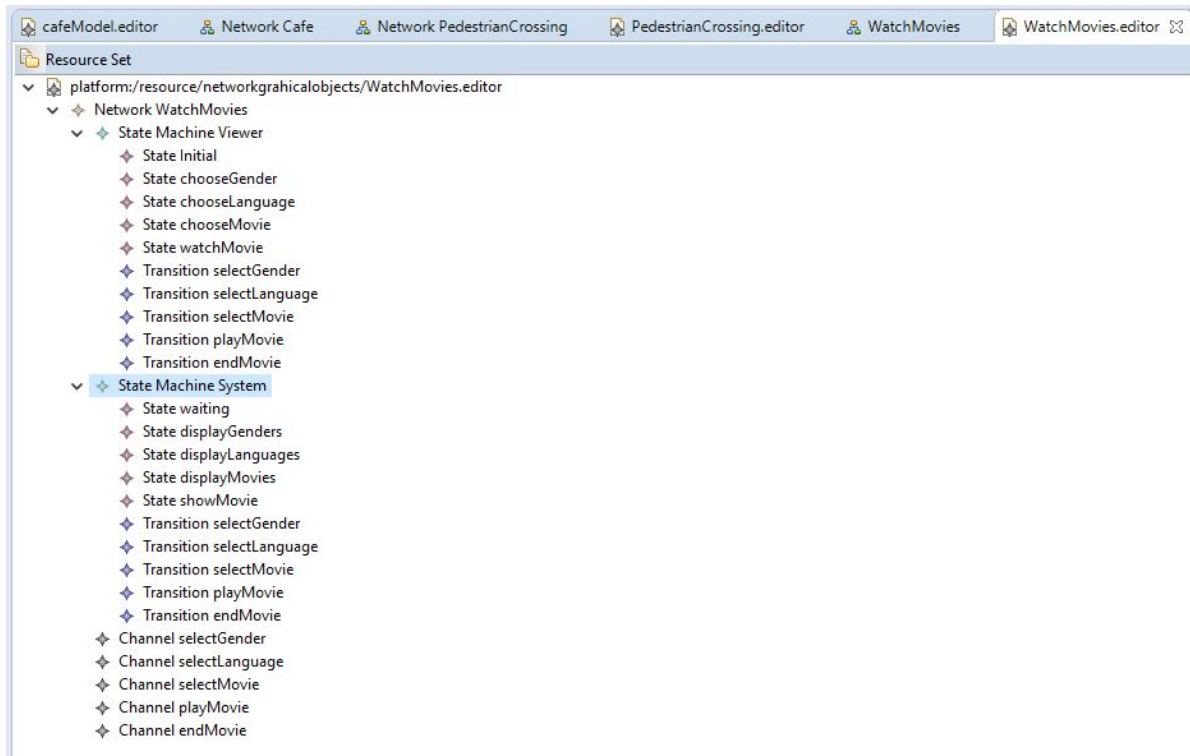 cafeModel.editor Network Cafe Network PedestrianCrossing PedestrianCrossing.editor WatchMovies WatchMovies.editor
Resource Set
platform:/resource/networkgrahicalobjects/WatchMovies.editor
Network WatchMovies
State Machine Viewer
State Initial
State chooseGender
State chooseLanguage
State chooseMovie
State watchMovie
Transition selectGender
Transition selectLanguage
Transition selectMovie
Transition playMovie
Transition endMovie
State Machine System
State waiting
State displayGenders
State displayLanguages
State displayMovies
State showMovie
Transition selectGender
Transition selectLanguage
Transition selectMovie
Transition playMovie
Transition endMovie
Channel selectGender
Channel selectLanguage
Channel selectMovie
Channel playMovie
Channel endMovie